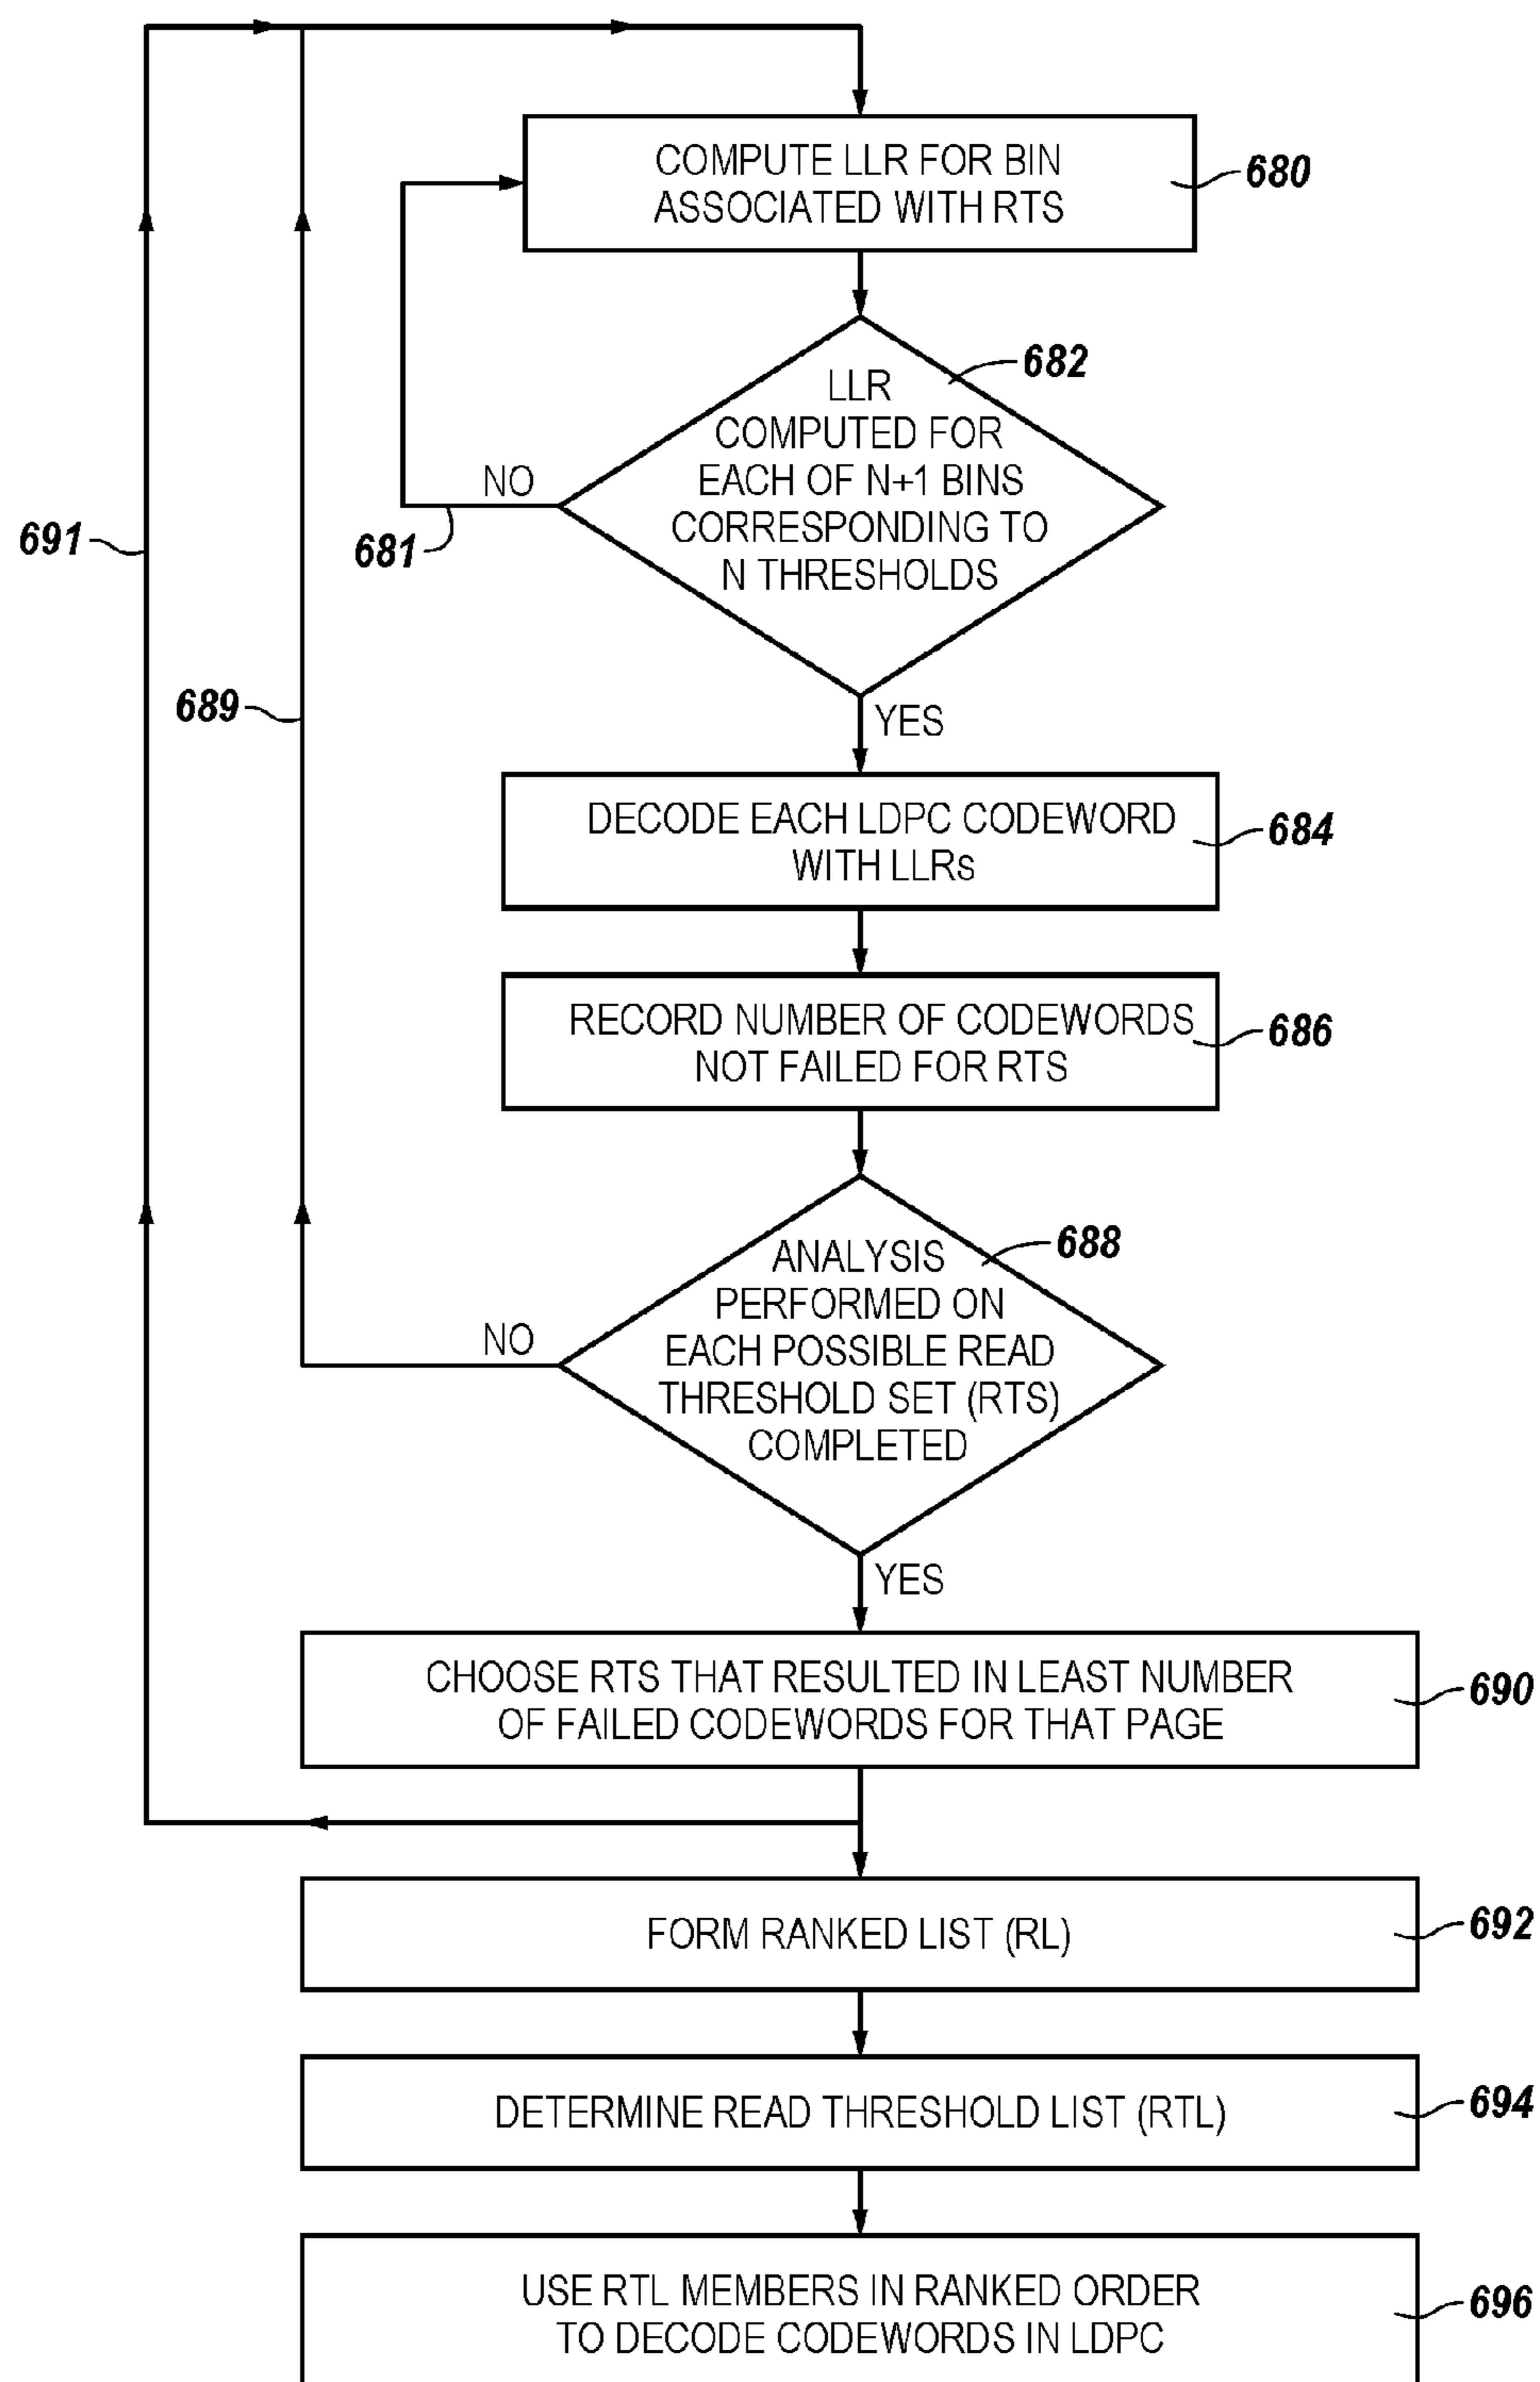 COMPUTE LLR FOR BIN
ASSOCIATED WITH RTS
680
682
LLR
COMPUTED FOR
EACH OF N+1 BINS
CORRESPONDING TO
N THRESHOLDS
NO
681
691
689
YES
DECODE EACH LDPC CODEWORD
WITH LLRs
684
RECORD NUMBER OF CODEWORDS
NOT FAILED FOR RTS
686
688
ANALYSIS
PERFORMED ON
EACH POSSIBLE READ
THRESHOLD SET (RTS)
COMPLETED
NO
YES
CHOOSE RTS THAT RESULTED IN LEAST NUMBER
OF FAILED CODEWORDS FOR THAT PAGE
690
FORM RANKED LIST (RL)
692
DETERMINE READ THRESHOLD LIST (RTL)
694
USE RTL MEMBERS IN RANKED ORDER
TO DECODE CODEWORDS IN LDPC
696